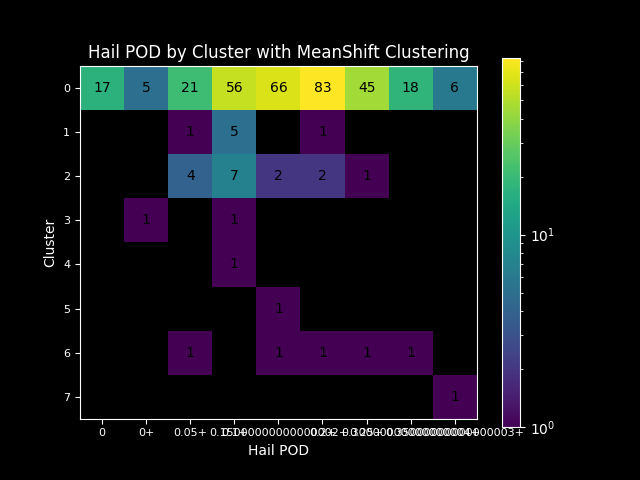 Hail POD by Cluster with MeanShift Clustering
0 17 5 21 56 66 83 45 18 6
1 1 5 1
2 4 7 2 2 1
3 1 1
4 1
5 1
6 1 1 1 1 1
7 1
0 0+ 0.05+
Hail POD
Cluster
10¹
10⁰